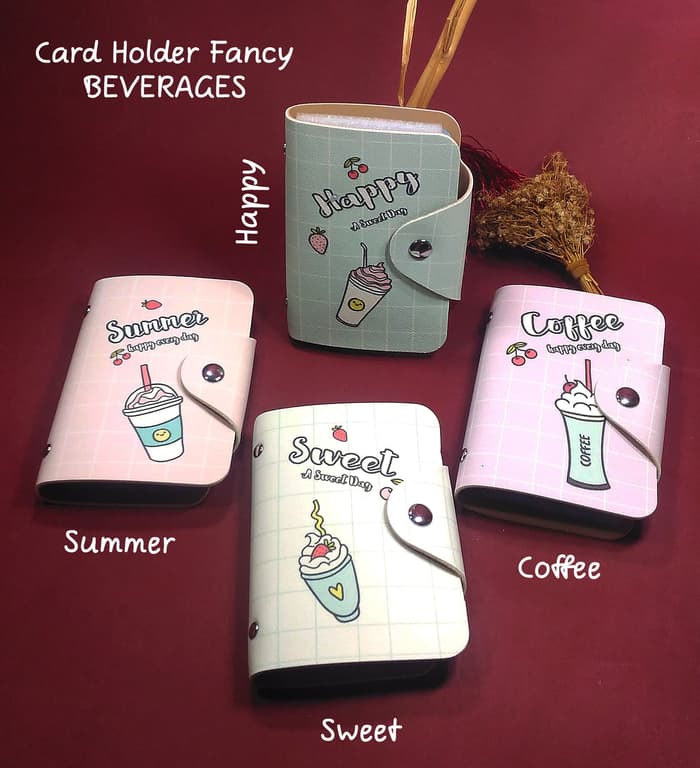 Card Holder Fancy
BEVERAGES
Happy
Happy
A Sweet Day
Summer
happy every day
Coffee
happy every day
COFFEE
Sweet
A Sweet Day
Summer
Coffee
Sweet